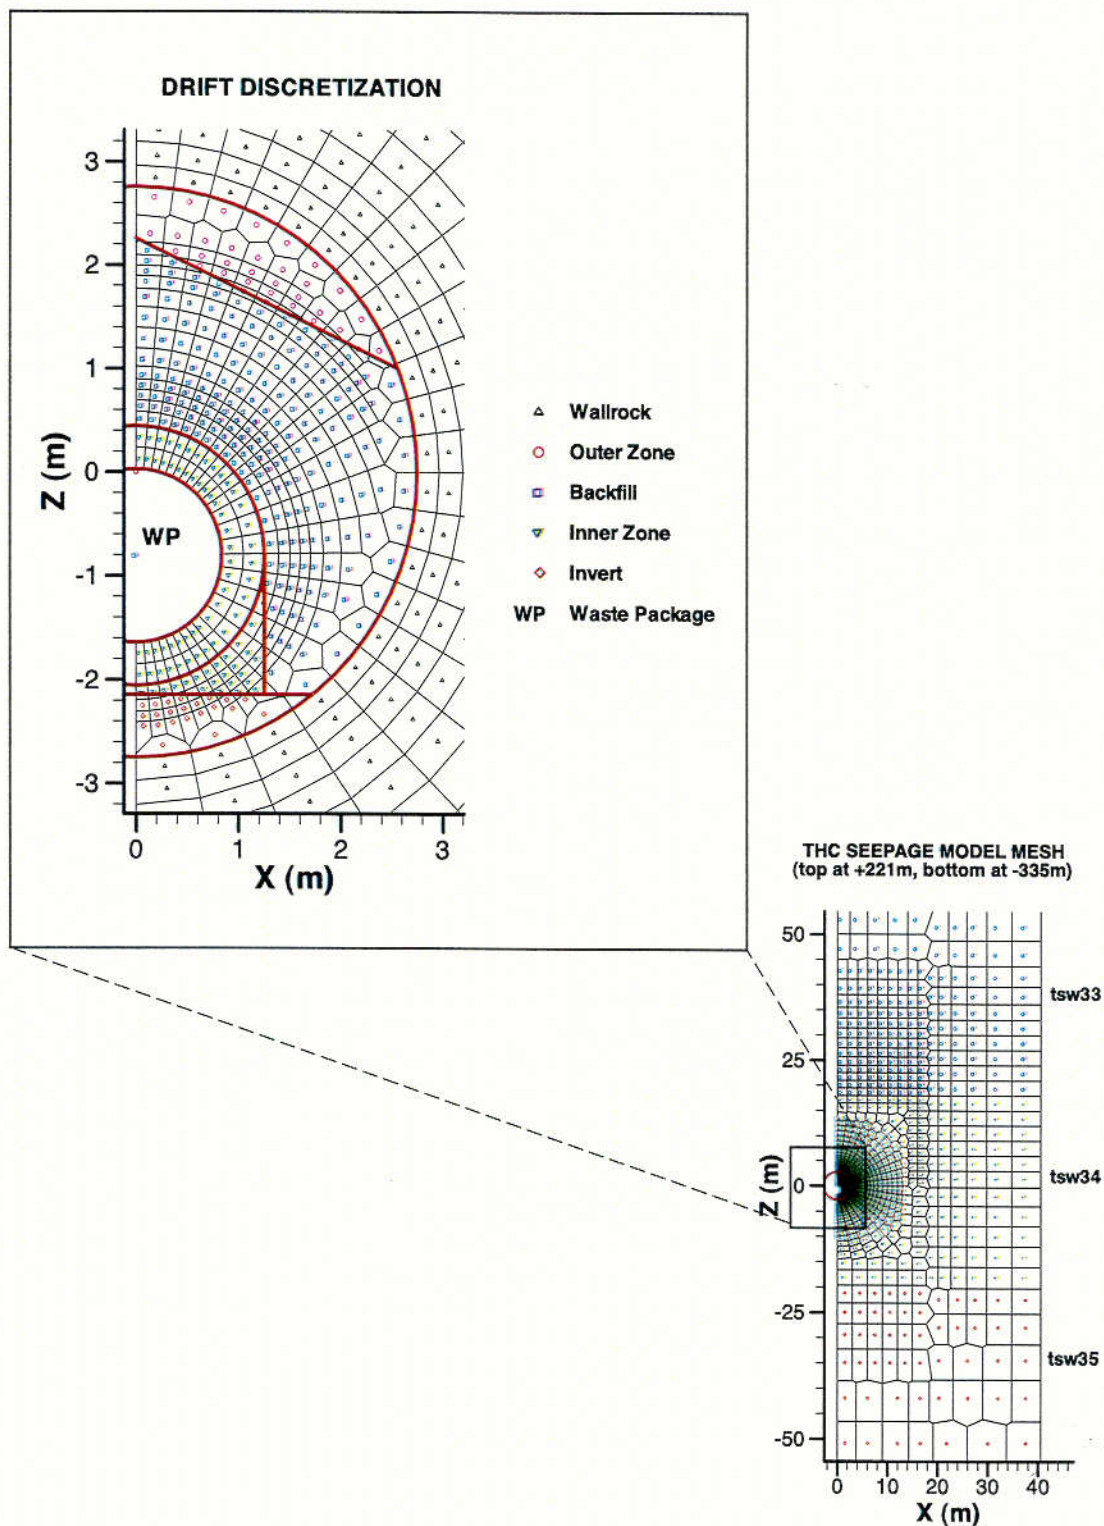 DRIFT DISCRETIZATION
3
2
1
0
-1
-2
-3
Z (m)
WP
0
1
2
3
X (m)
Wallrock
Outer Zone
Backfill
Inner Zone
Invert
WP Waste Package
THC SEEPAGE MODEL MESH
(top at +221m, bottom at -335m)
50
25
0
-25
-50
Z (m)
tsw33
tsw34
tsw35
0 10 20 30 40
X (m)